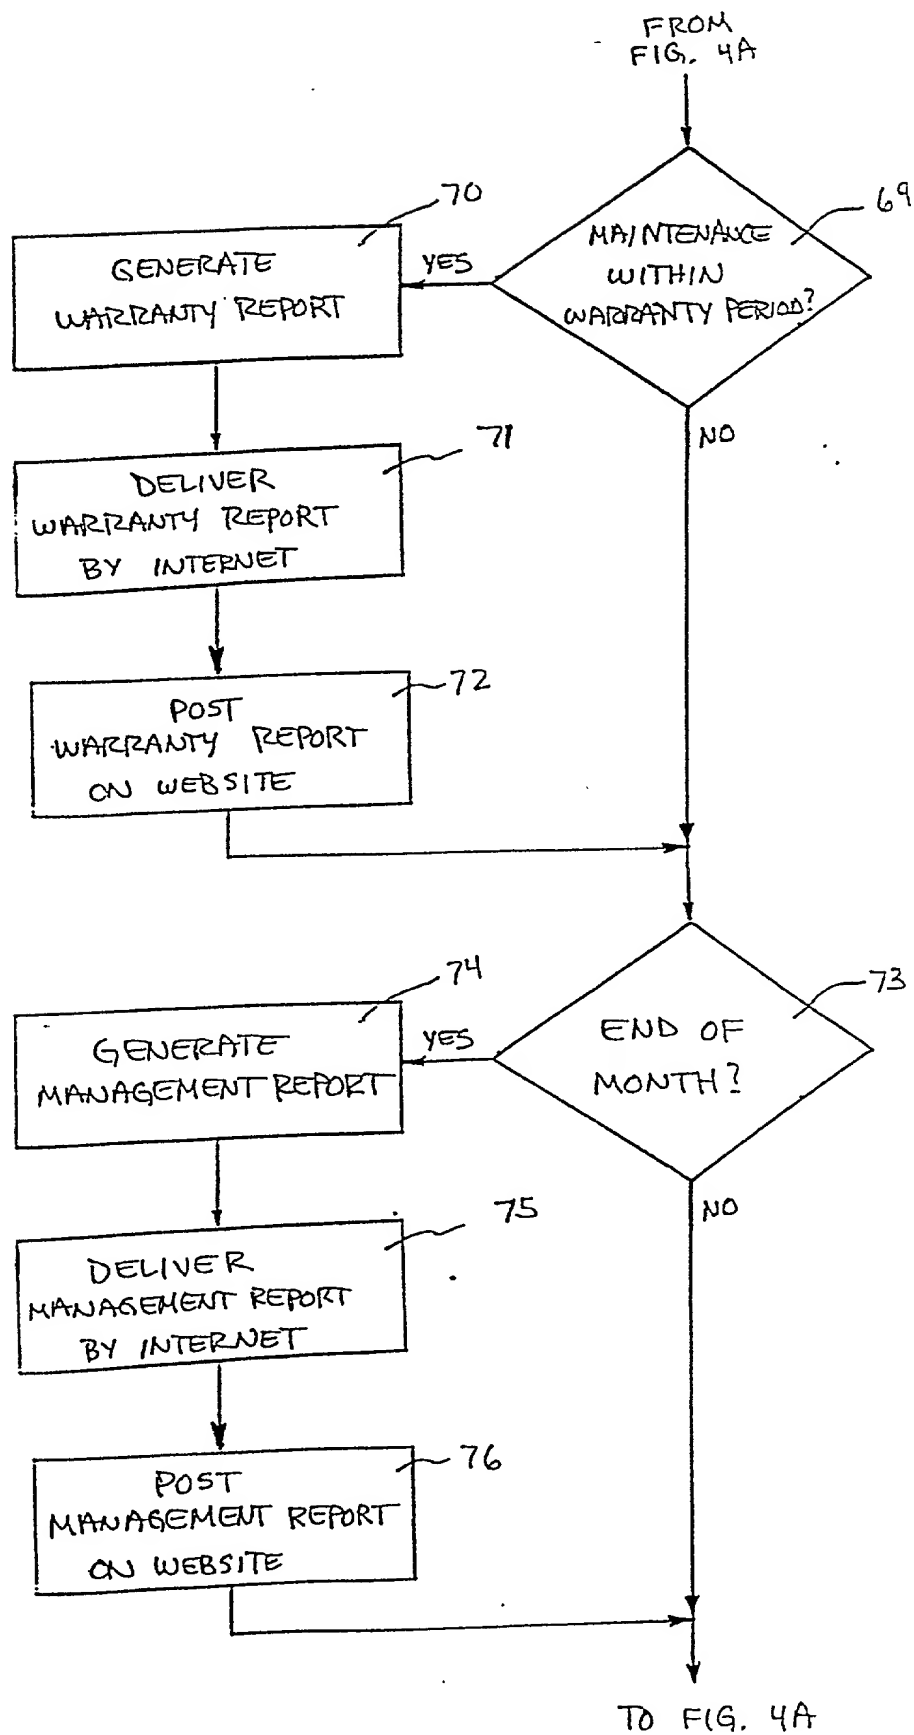 FROM
FIG. 4A
69
MAINTENANCE
WITHIN
WARRANTY PERIOD?
YES
NO
70
GENERATE
WARRANTY REPORT
71
DELIVER
WARRANTY REPORT
BY INTERNET
72
POST
WARRANTY REPORT
ON WEBSITE
73
END OF
MONTH?
YES
NO
74
GENERATE
MANAGEMENT REPORT
75
DELIVER
MANAGEMENT REPORT
BY INTERNET
76
POST
MANAGEMENT REPORT
ON WEBSITE
TO FIG. 4A